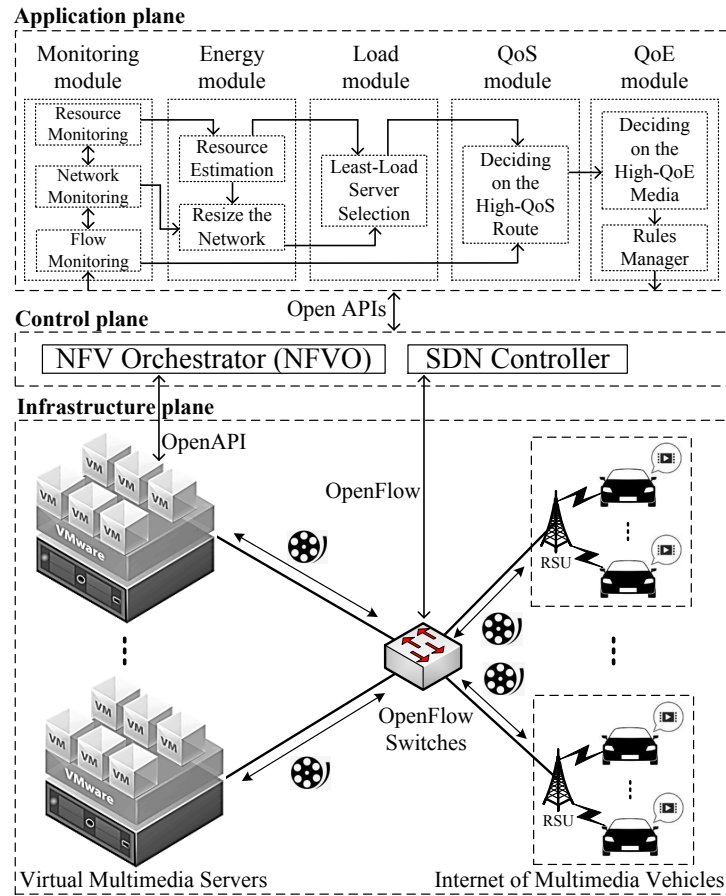 Application plane
Monitoring module
Energy module
Load module
QoS module
QoE module
Resource Monitoring
Network Monitoring
Flow Monitoring
Resource Estimation
Resize the Network
Least-Load Server Selection
Deciding on the High-QoS Route
Deciding on the High-QoE Media
Rules Manager
Open APIs
Control plane
NFV Orchestrator (NFVO)
SDN Controller
Infrastructure plane
OpenAPI
OpenFlow
VM
VM
VM
VM
VM
VM
VMware
RSU
OpenFlow Switches
VM
VM
VM
VM
VM
VM
VMware
RSU
Virtual Multimedia Servers
Internet of Multimedia Vehicles